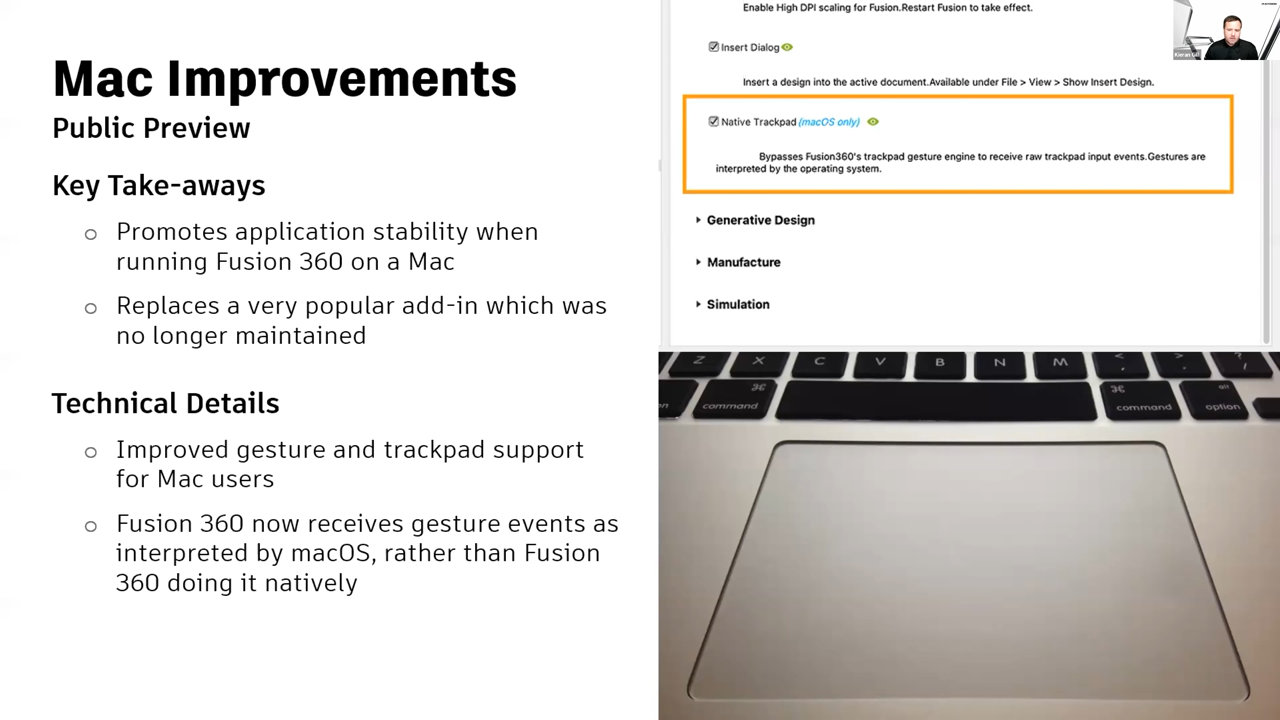 Mac Improvements
Public Preview
Key Take-aways
o Promotes application stability when
running Fusion 360 on a Mac
o Replaces a very popular add-in which was
no longer maintained
Technical Details
o Improved gesture and trackpad support
for Mac users
o Fusion 360 now receives gesture events as
interpreted by macOS, rather than Fusion
360 doing it natively
Enable High DPI scaling for Fusion.Restart Fusion to take effect.
Insert Dialog
Insert a design into the active document.Available under File > View > Show Insert Design.
Native Trackpad (macOS only)
Bypasses Fusion360's trackpad gesture engine to receive raw trackpad input events.Gestures are
interpreted by the operating system.
Generative Design
Manufacture
Simulation
Z X C V B N M < , > . ? /
command ⌘ ⌘ command alt option